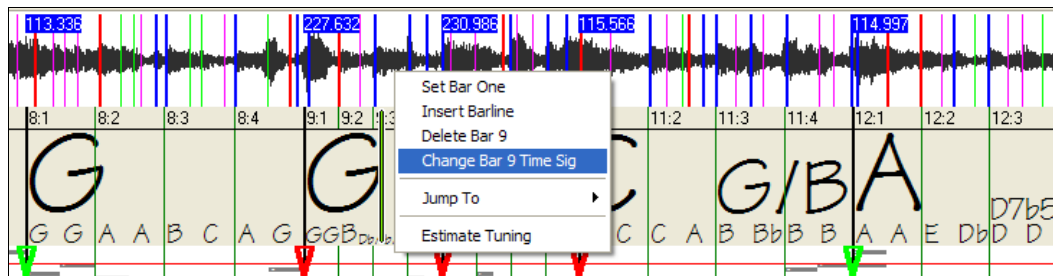 113.336 227.632 230.986 115.566 114.997
8:1 8:2 8:3 8:4 9:1 9:2 11:2 11:3 11:4 12:1 12:2 12:3
Set Bar One
Insert Barline
Delete Bar 9
Change Bar 9 Time Sig
Jump To
Estimate Tuning
G G C G/B A D7b5
G G A A B C A G G G B C C A B Bb B B A A E Db D D